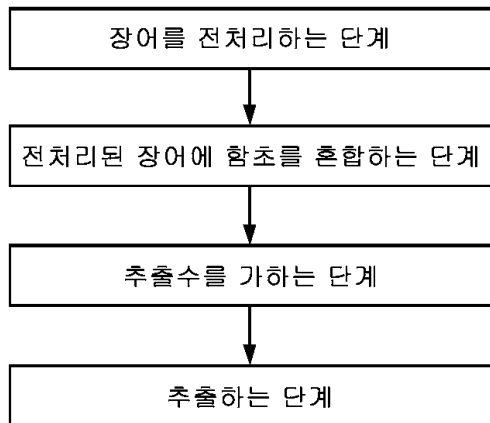 장어를 전처리하는 단계
전처리된 장어에 함초를 혼합하는 단계
추출수를 가하는 단계
추출하는 단계